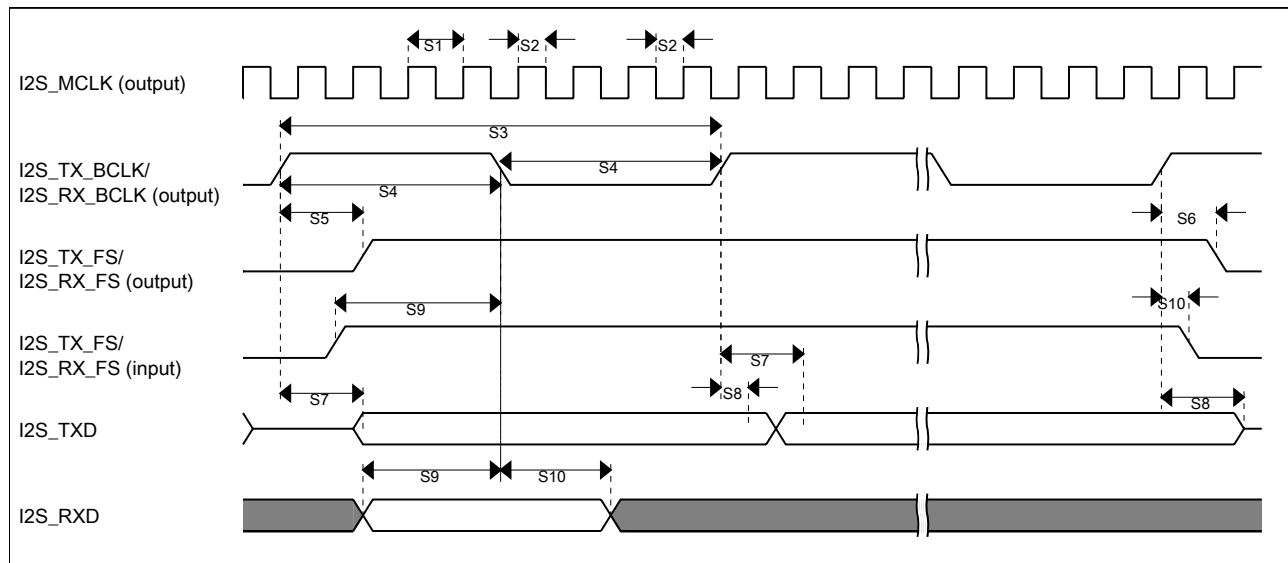 S1
S2
S2
I2S_MCLK (output)
S3
I2S_TX_BCLK/
I2S_RX_BCLK (output)
S4
S4
S5
S6
I2S_TX_FS/
I2S_RX_FS (output)
S9
S10
I2S_TX_FS/
I2S_RX_FS (input)
S7
S7
S8
S8
I2S_TXD
S9
S10
I2S_RXD